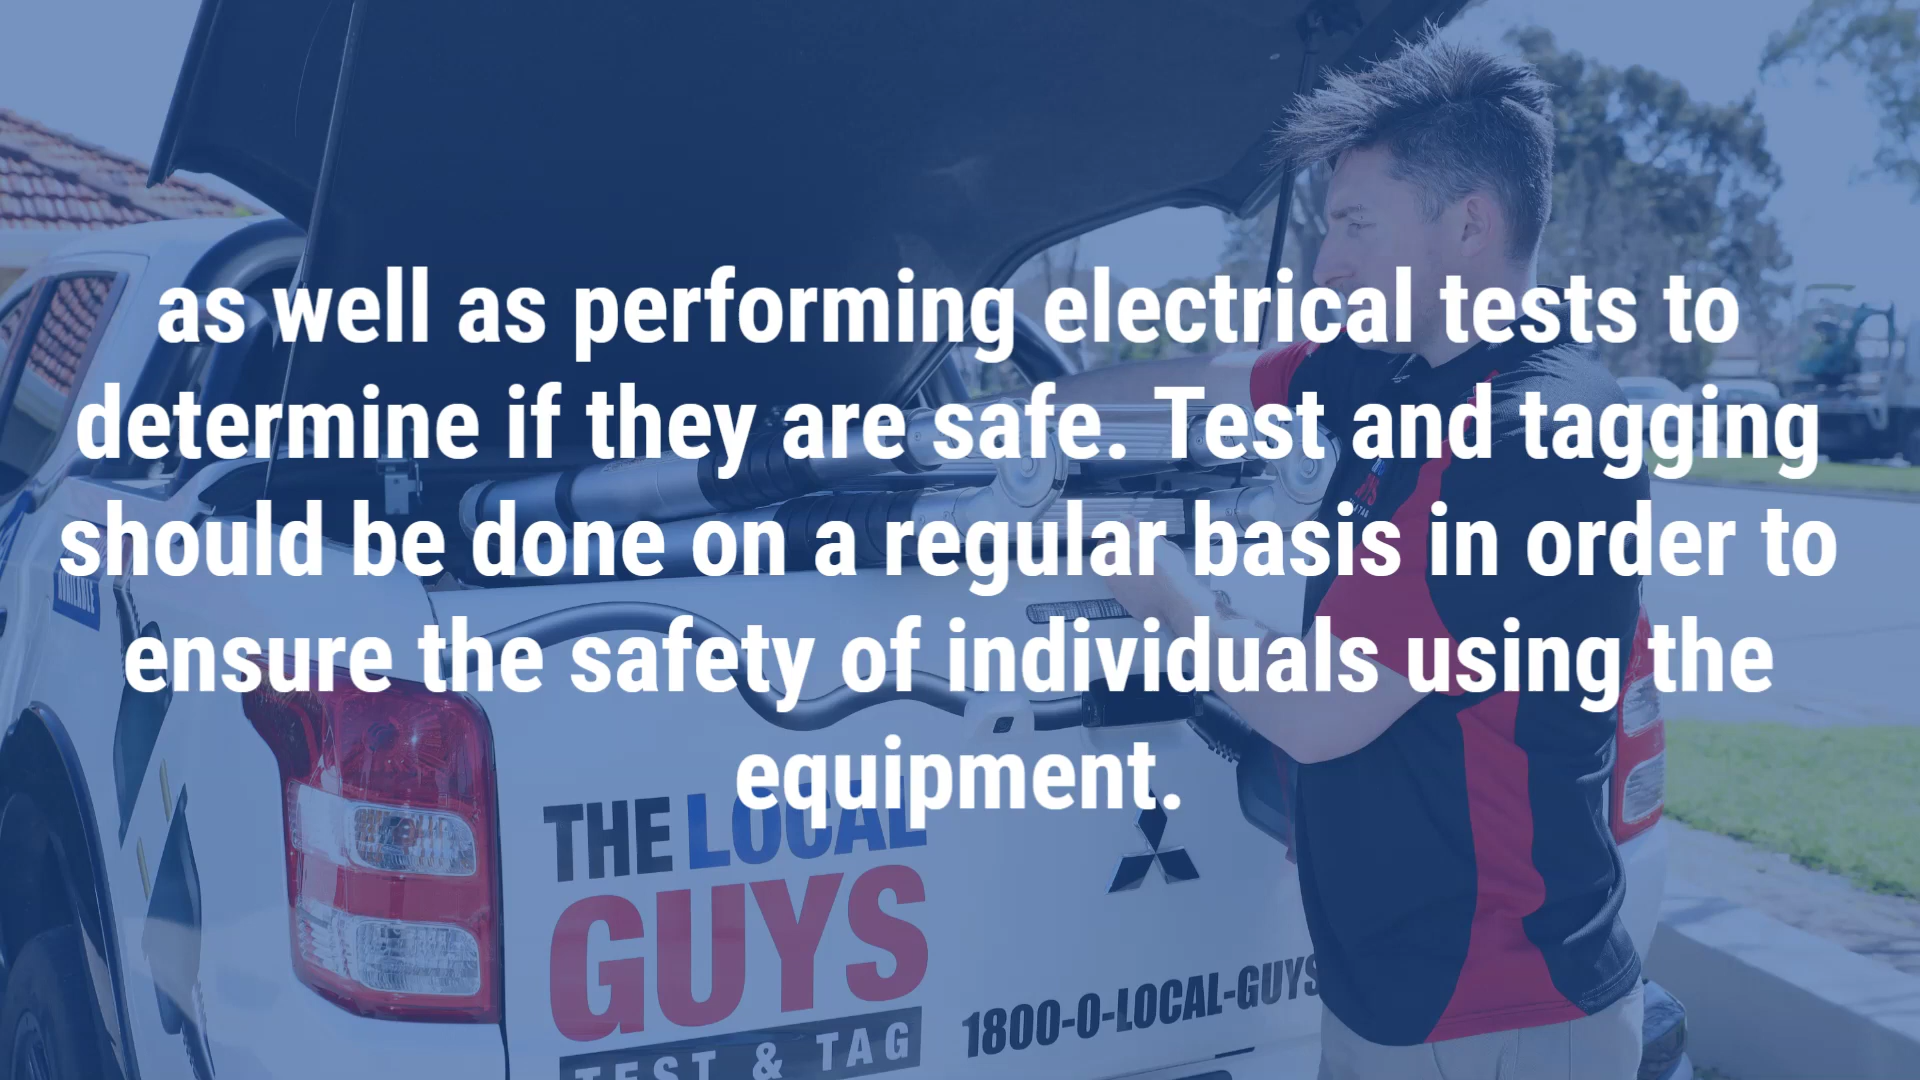 as well as performing electrical tests to
determine if they are safe. Test and tagging
should be done on a regular basis in order to
ensure the safety of individuals using the
equipment.
AVAILABLE
THE LOCAL
GUYS
TEST & TAG
1800-0-LOCAL-GUYS